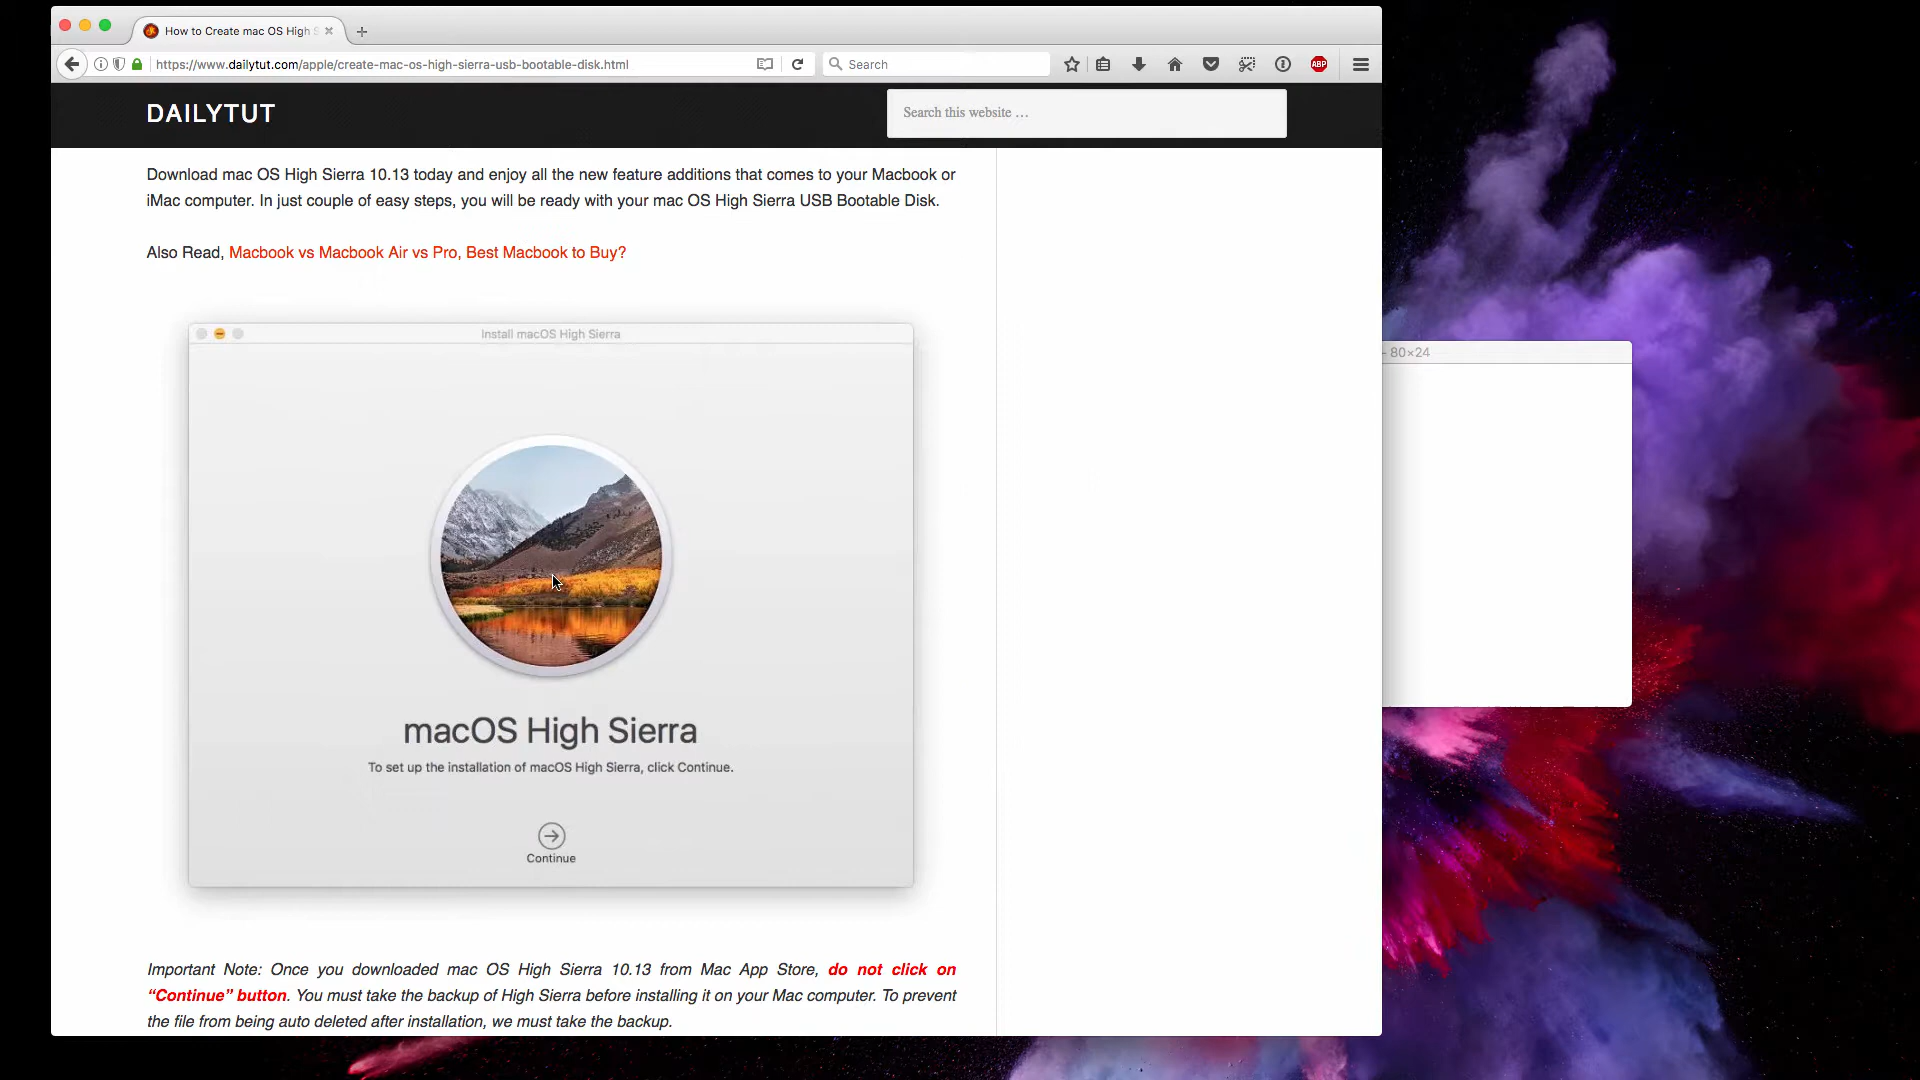 How to Create mac OS High S
https://www.dailytut.com/apple/create-mac-os-high-sierra-usb-bootable-disk.html
Search
ABP
DAILYTUT
Search this website …
Download mac OS High Sierra 10.13 today and enjoy all the new feature additions that comes to your Macbook or
iMac computer. In just couple of easy steps, you will be ready with your mac OS High Sierra USB Bootable Disk.
Also Read, Macbook vs Macbook Air vs Pro, Best Macbook to Buy?
- 80×24
Install macOS High Sierra
macOS High Sierra
To set up the installation of macOS High Sierra, click Continue.
Continue
Important Note: Once you downloaded mac OS High Sierra 10.13 from Mac App Store, do not click on
“Continue” button. You must take the backup of High Sierra before installing it on your Mac computer. To prevent
the file from being auto deleted after installation, we must take the backup.